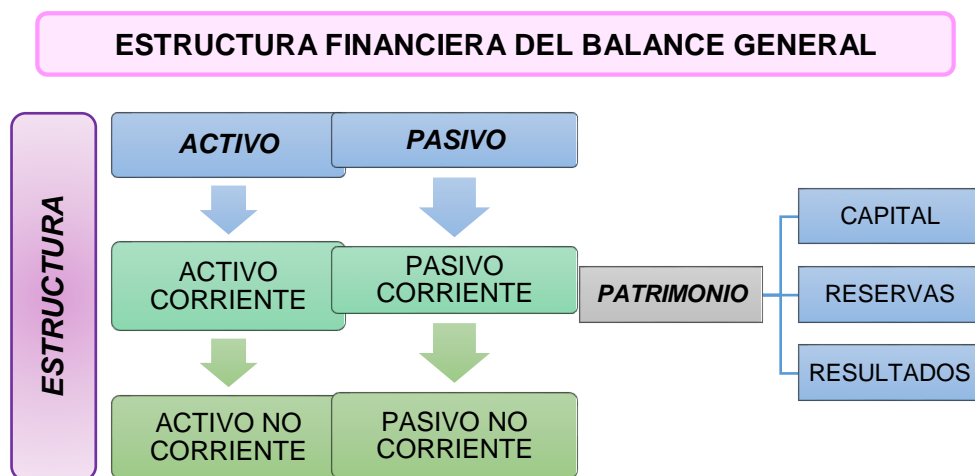 ESTRUCTURA FINANCIERA DEL BALANCE GENERAL
ESTRUCTURA
ACTIVO
ACTIVO
CORRIENTE
ACTIVO NO
CORRIENTE
PASIVO
PASIVO
CORRIENTE
PASIVO NO
CORRIENTE
PATRIMONIO
CAPITAL
RESERVAS
RESULTADOS